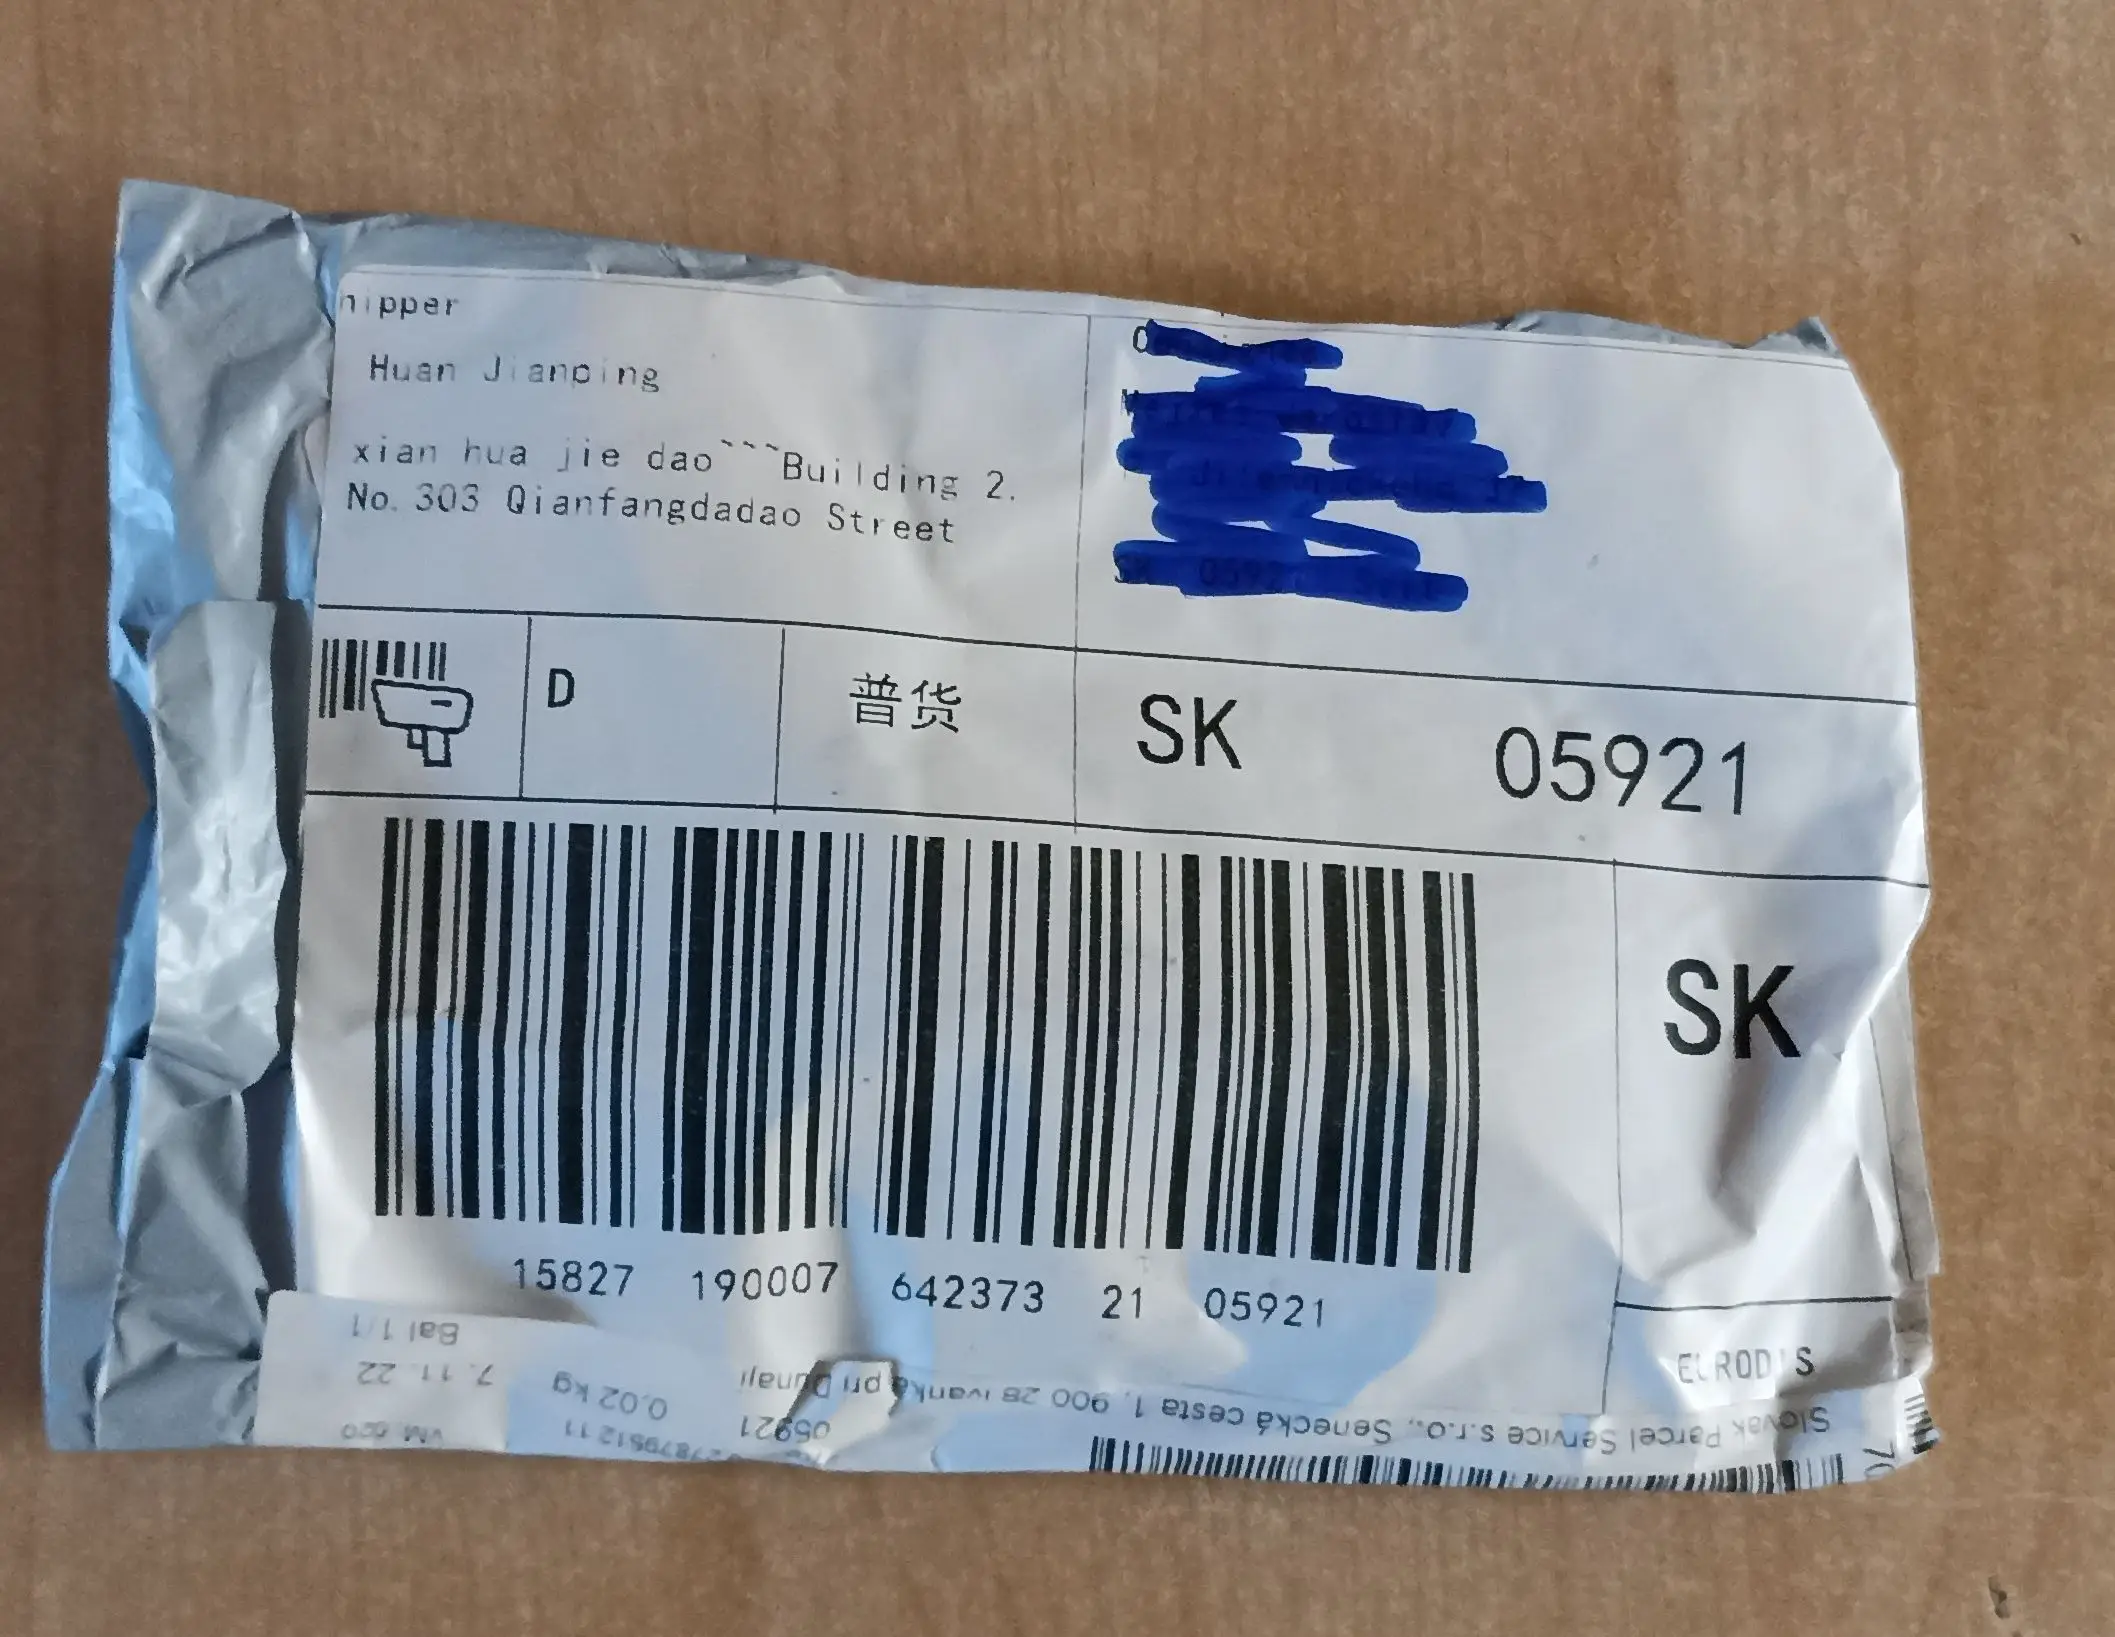 hipper
Huan Jianping
xian hua jie dao```Building 2.
No. 303 Qianfangdadao Street
D
普货
SK 05921
15827 190007 642373 21 05921
SK
EURODIS
Slovak Parcel Service s.r.o., Senecká cesta 1, 900 28 Ivanka pri Dunaji
05921
0.02 kg
7. 11. 22
Bal 1/1